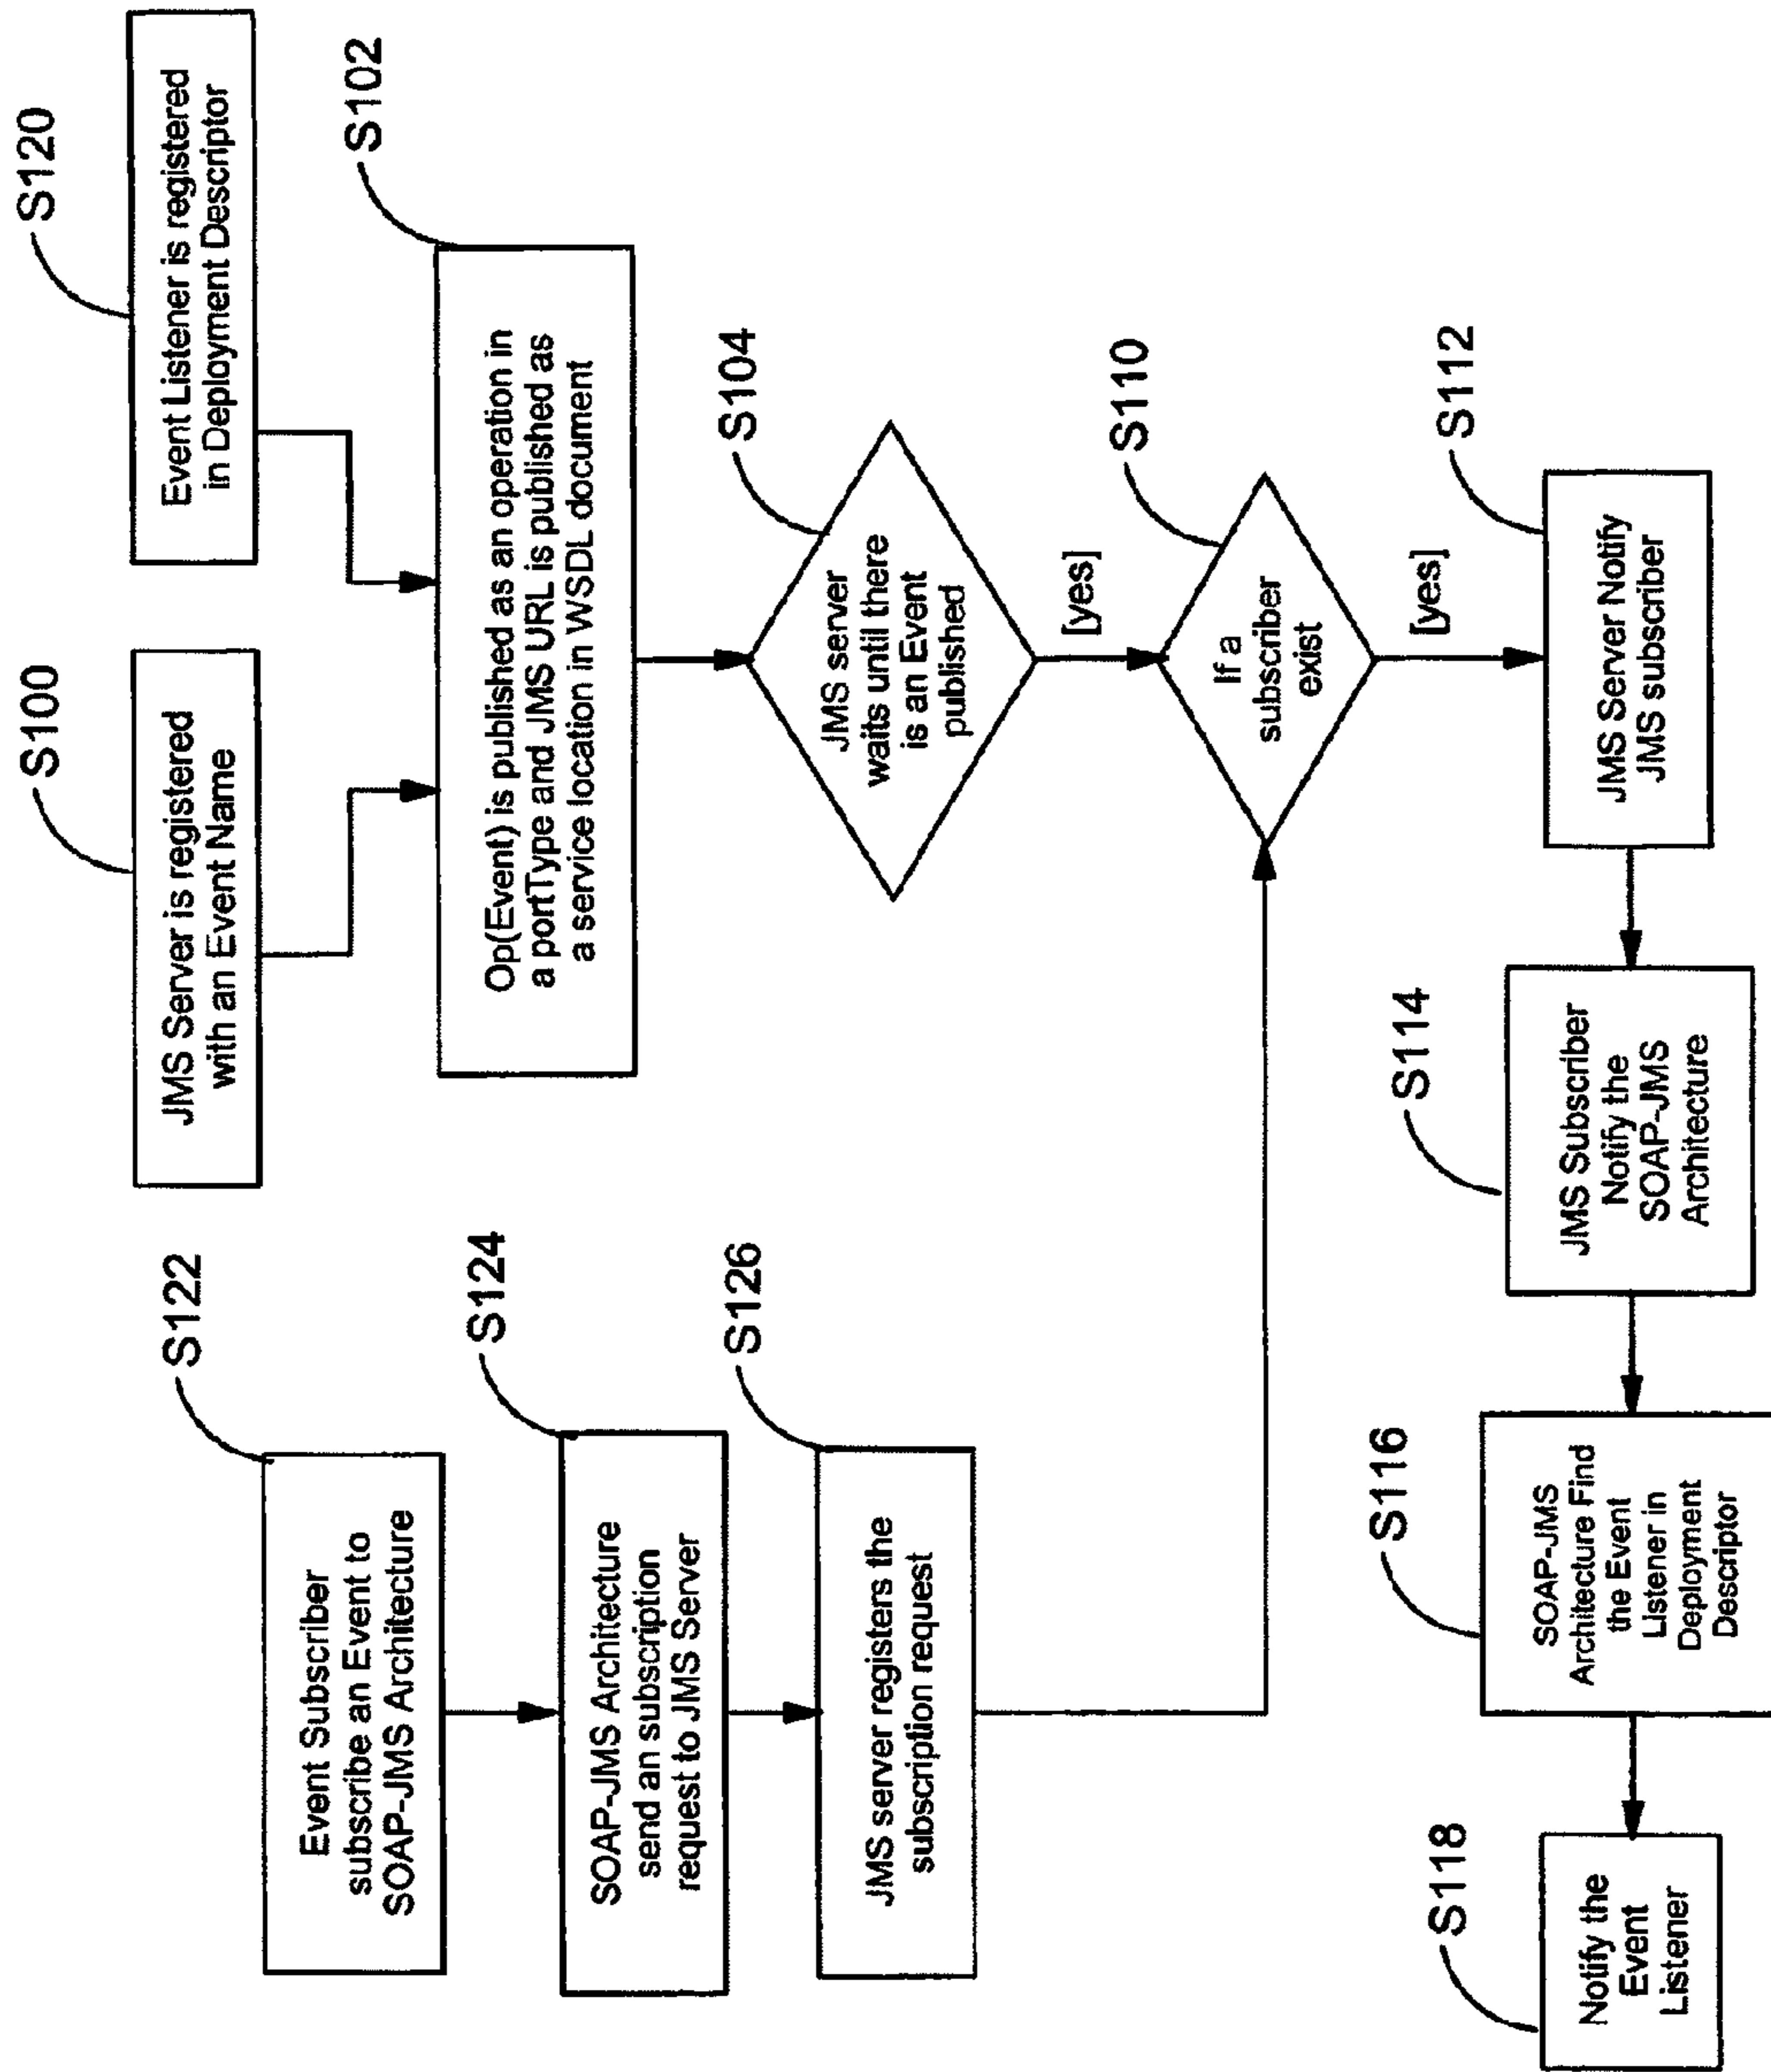 S100
JMS Server is registered
with an Event Name
S120
Event Listener is registered
in Deployment Descriptor
S102
Op(Event) is published as an operation in
a portType and JMS URL is published as
a service location in WSDL document
S122
Event Subscriber
subscribe an Event to
SOAP-JMS Architecture
S124
SOAP-JMS Architecture
send an subscription
request to JMS Server
S126
JMS server registers the
subscription request
S104
JMS server
waits until there
is an Event
published
[yes]
S110
If a
subscriber
exist
[yes]
S112
JMS Server Notify
JMS subscriber
S114
JMS Subscriber
Notify the
SOAP-JMS
Architecture
S116
SOAP-JMS
Architecture Find
the Event
Listener in
Deployment
Descriptor
S118
Notify the
Event
Listener